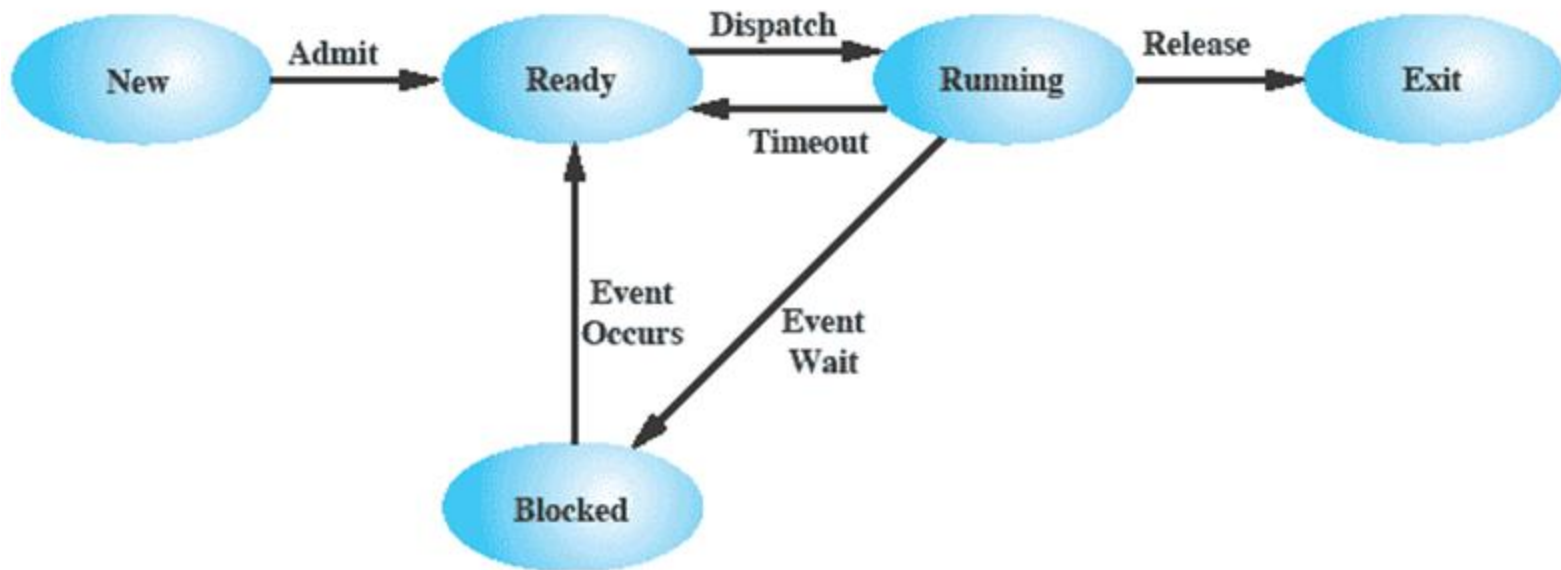 New
Admit
Ready
Dispatch
Timeout
Running
Release
Exit
Event
Occurs
Event
Wait
Blocked